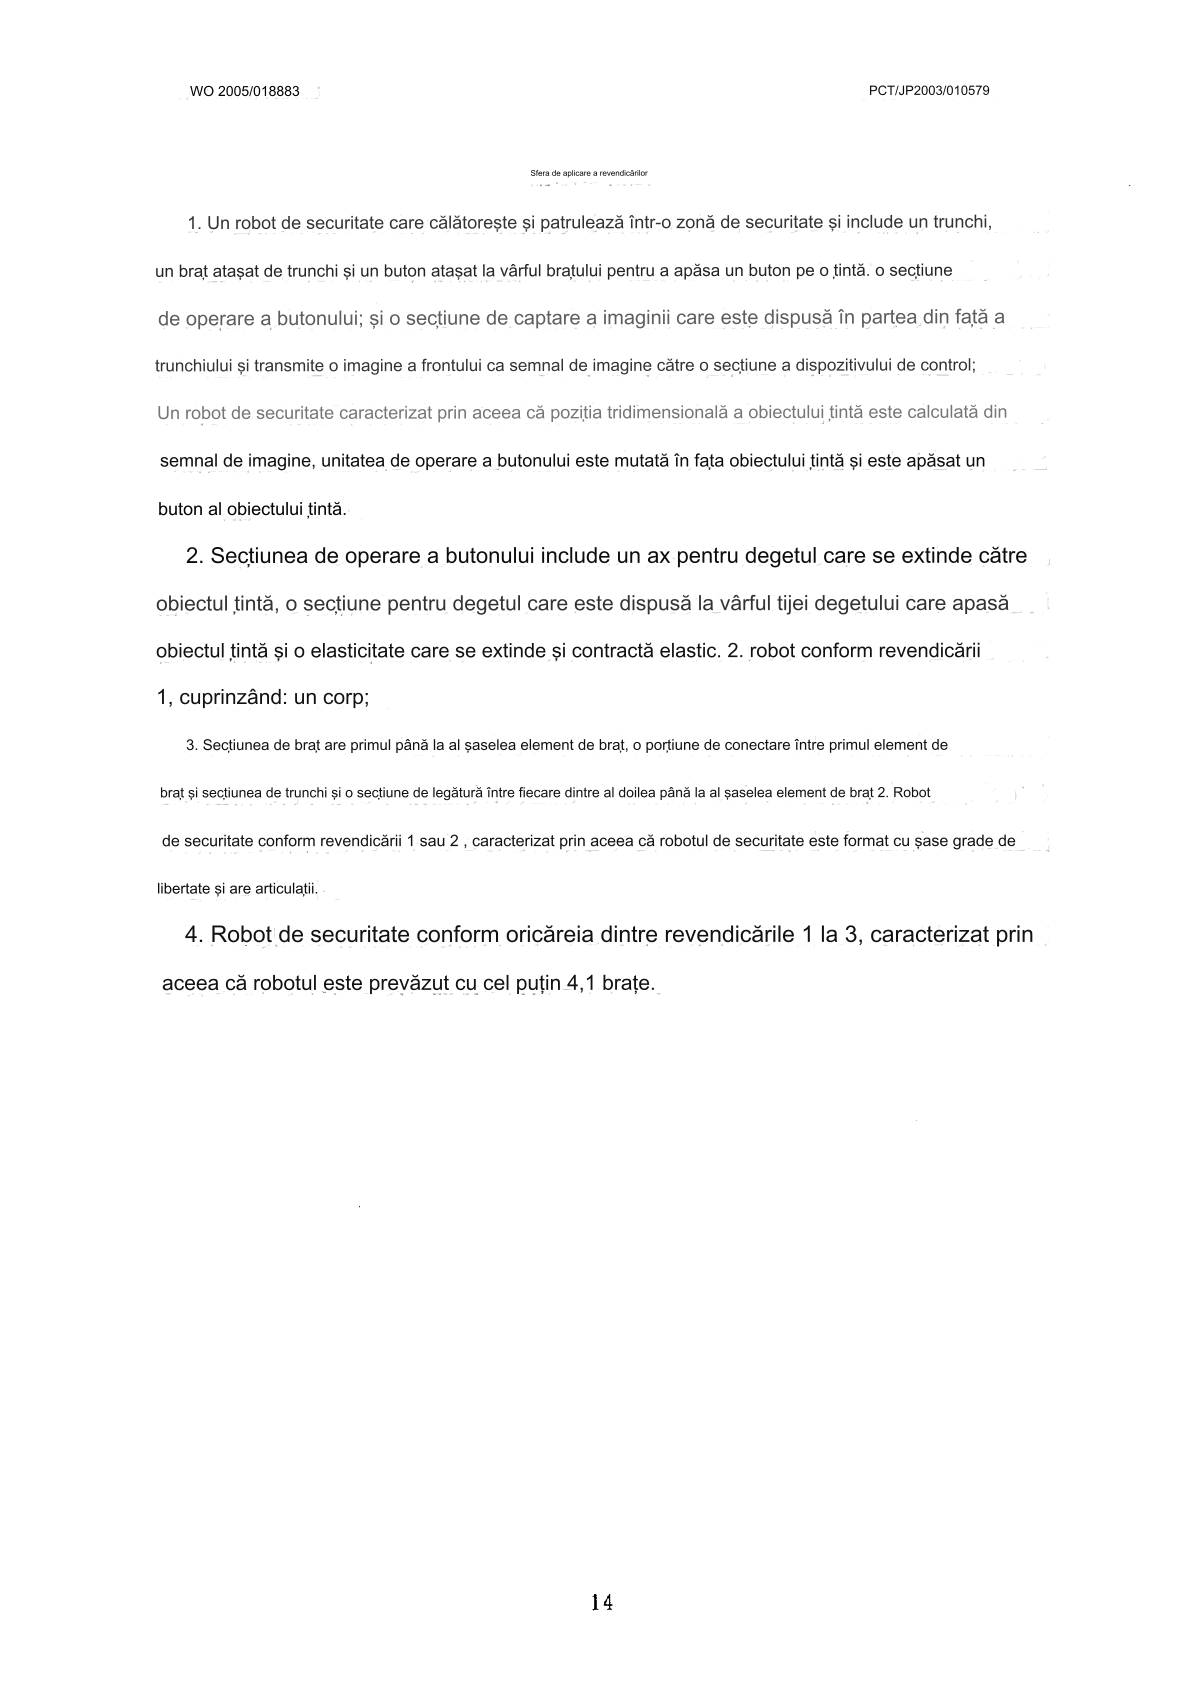 WO 2005/018883
PCT/JP2003/010579
Sfera de aplicare a revendicărilor
1. Un robot de securitate care călătorește și patrulează într-o zonă de securitate și include un trunchi,
un braț atașat de trunchi și un buton atașat la vârful brațului pentru a apăsa un buton pe o țintă. o secțiune
de operare a butonului; și o secțiune de captare a imaginii care este dispusă în partea din față a
trunchiului și transmite o imagine a frontului ca semnal de imagine către o secțiune a dispozitivului de control;
Un robot de securitate caracterizat prin aceea că poziția tridimensională a obiectului țintă este calculată din
semnal de imagine, unitatea de operare a butonului este mutată în fața obiectului țintă și este apăsat un
buton al obiectului țintă.
2. Secțiunea de operare a butonului include un ax pentru degetul care se extinde către
obiectul țintă, o secțiune pentru degetul care este dispusă la vârful tijei degetului care apasă
obiectul țintă și o elasticitate care se extinde și contractă elastic. 2. robot conform revendicării
1, cuprinzând: un corp;
3. Secțiunea de braț are primul până la al șaselea element de braț, o porțiune de conectare între primul element de
braț și secțiunea de trunchi și o secțiune de legătură între fiecare dintre al doilea până la al șaselea element de braț 2. Robot
de securitate conform revendicării 1 sau 2 , caracterizat prin aceea că robotul de securitate este format cu șase grade de
libertate și are articulații.
4. Robot de securitate conform oricăreia dintre revendicările 1 la 3, caracterizat prin
aceea că robotul este prevăzut cu cel puțin 4,1 brațe.
14